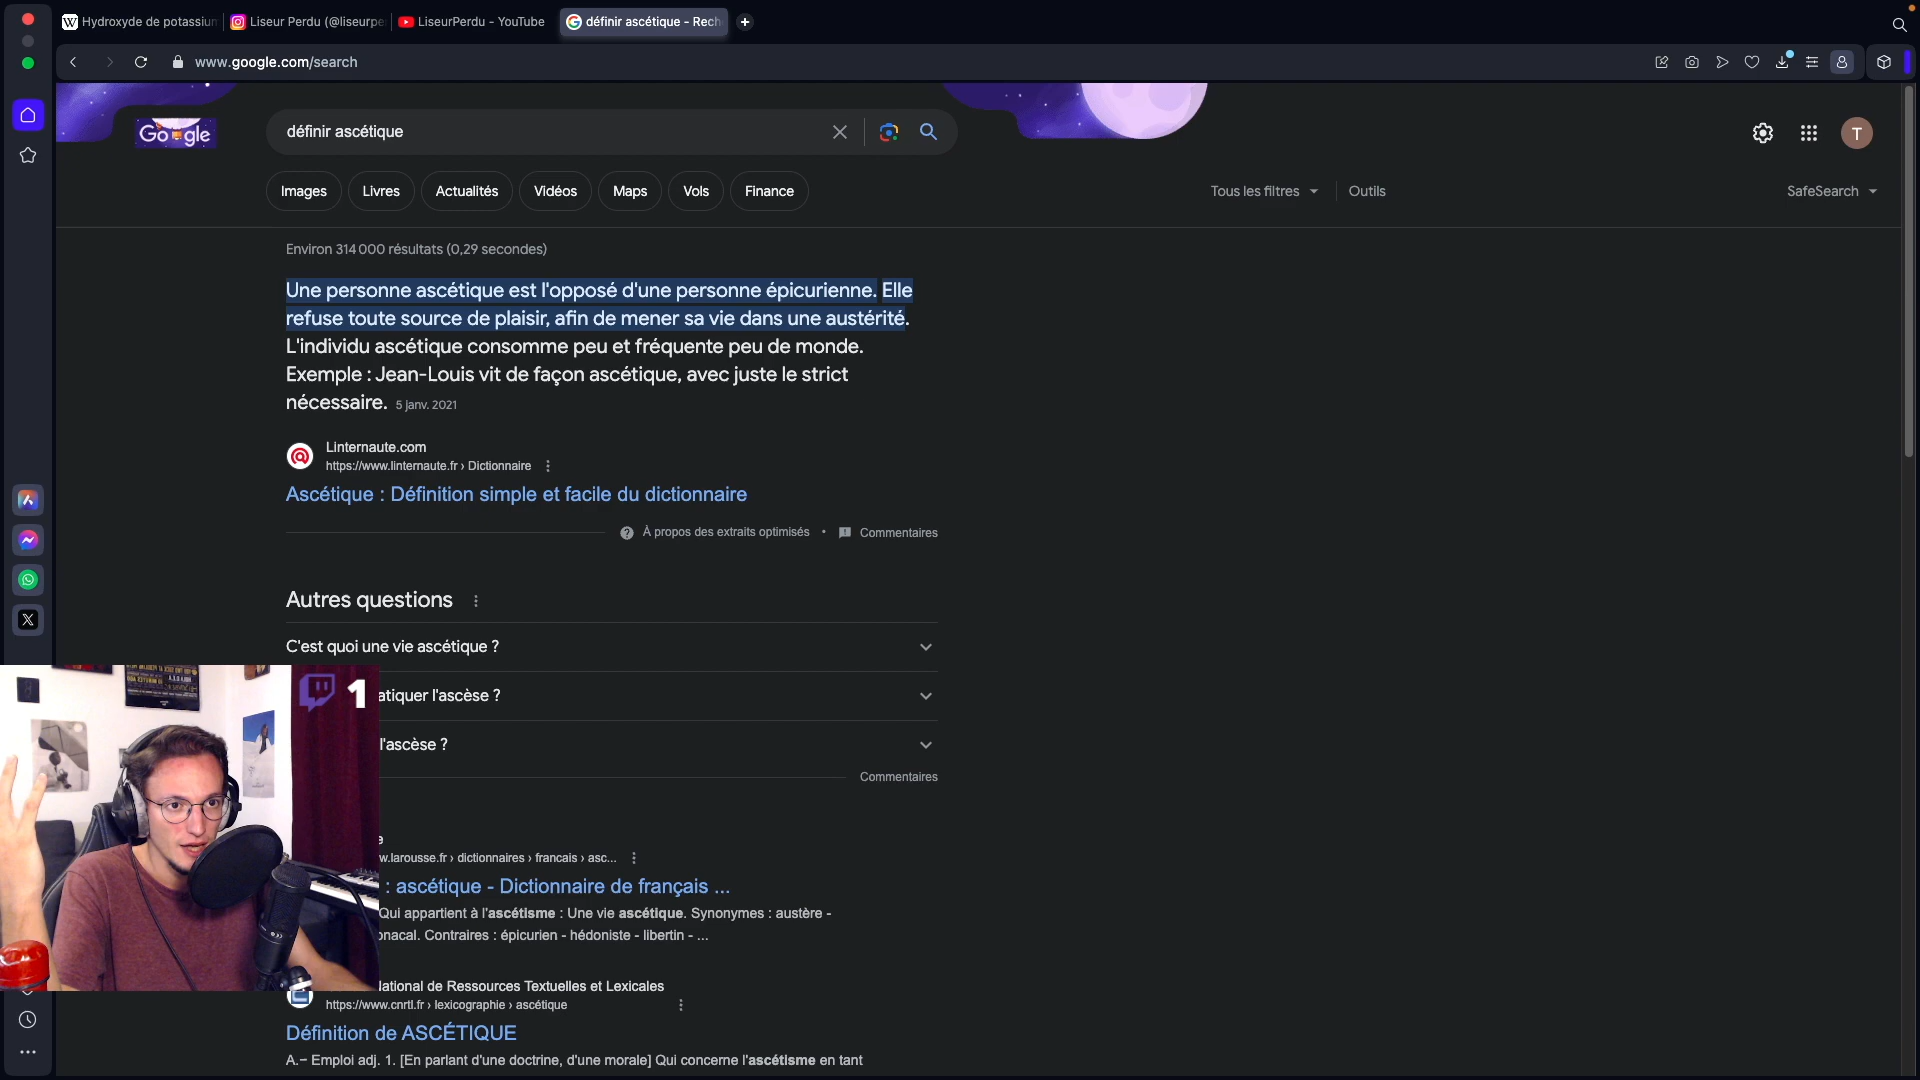 Hydroxyde de potassiun
Liseur Perdu (@liseurpe
LiseurPerdu - YouTube
définir ascétique - Rech
www.google.com/search
Google
définir ascétique
T
Images
Livres
Actualités
Vidéos
Maps
Vols
Finance
Tous les filtres
Outils
SafeSearch
Environ 314 000 résultats (0,29 secondes)
Une personne ascétique est l'opposé d'une personne épicurienne. Elle
refuse toute source de plaisir, afin de mener sa vie dans une austérité.
L'individu ascétique consomme peu et fréquente peu de monde.
Exemple : Jean-Louis vit de façon ascétique, avec juste le strict
nécessaire. 5 janv. 2021
Linternaute.com
https://www.linternaute.fr › Dictionnaire
Ascétique : Définition simple et facile du dictionnaire
À propos des extraits optimisés • Commentaires
Autres questions
C'est quoi une vie ascétique ?
atiquer l'ascèse ?
l'ascèse ?
1
Commentaires
e
w.larousse.fr › dictionnaires › francais › asc...
: ascétique - Dictionnaire de français ...
Qui appartient à l'ascétisme : Une vie ascétique. Synonymes : austère -
onacal. Contraires : épicurien - hédoniste - libertin - ...
lational de Ressources Textuelles et Lexicales
https://www.cnrtl.fr › lexicographie › ascétique
Définition de ASCÉTIQUE
A.− Emploi adj. 1. [En parlant d'une doctrine, d'une morale] Qui concerne l'ascétisme en tant